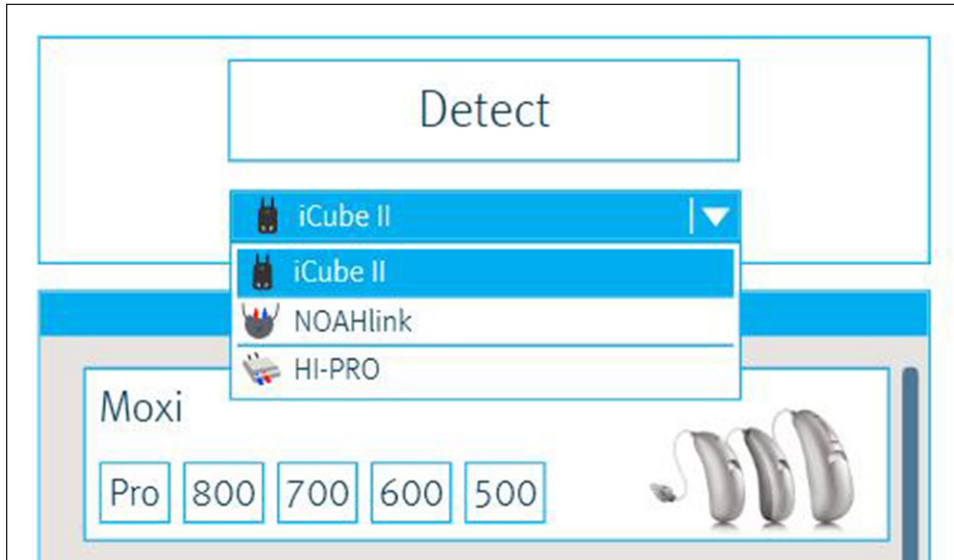 Detect
iCube II
iCube II
NOAHlink
HI-PRO
Moxi
Pro 800 700 600 500